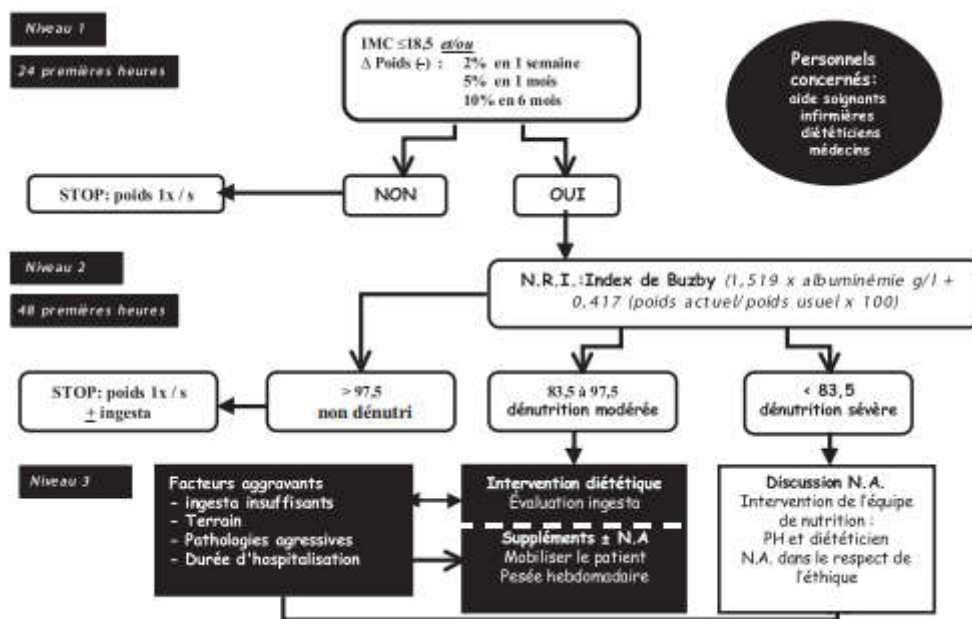 Niveau 1
24 premières heures
IMC ≤18,5 et/ou
Δ Poids (-) : 2% en 1 semaine
5% en 1 mois
10% en 6 mois
Personnels
concernés:
aide soignants
infirmières
diététiciens
médecins
STOP: poids 1x / s
NON
OUI
Niveau 2
48 premières heures
N.R.I.:Index de Buzby (1,519 x albuminémie g/l +
0,417 (poids actuel/poids usuel x 100)
STOP: poids 1x / s
± ingesta
> 97,5
non dénutri
83,5 à 97,5
dénutrition modérée
< 83,5
dénutrition sévère
Niveau 3
Facteurs aggravants
- ingesta insuffisants
- Terrain
- Pathologies agressives
- Durée d'hospitalisation
Intervention diététique
Évaluation ingesta
Suppléments ± N.A
Mobiliser le patient
Pesée hebdomadaire
Discussion N.A.
Intervention de l'équipe
de nutrition :
PH et diététicien
N.A. dans le respect de
l'éthique